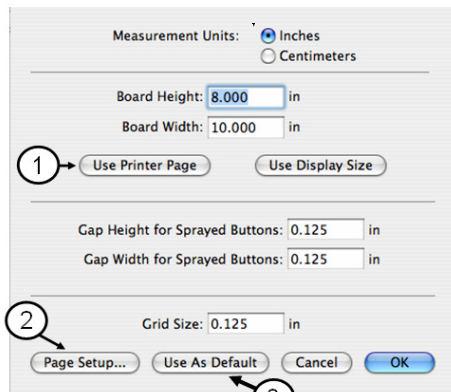 Measurement Units: Inches
Centimeters
Board Height: 8.000 in
Board Width: 10.000 in
1 Use Printer Page Use Display Size
Gap Height for Sprayed Buttons: 0.125 in
Gap Width for Sprayed Buttons: 0.125 in
2
Grid Size: 0.125 in
Page Setup... Use As Default Cancel OK